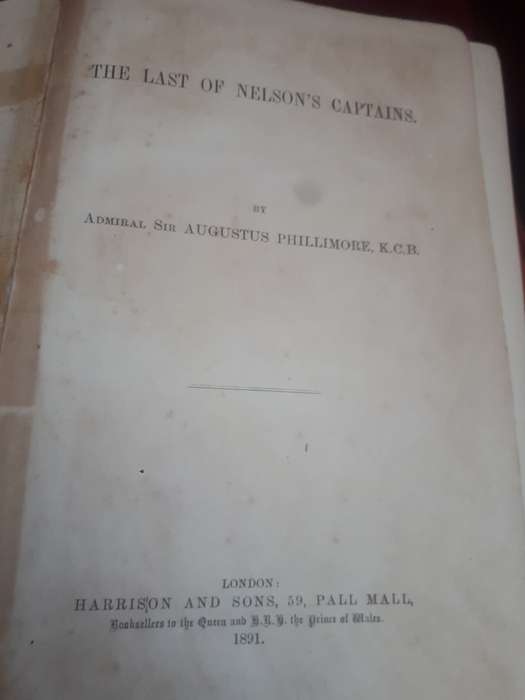 THE LAST OF NELSON'S CAPTAINS.
BY
ADMIRAL SIR AUGUSTUS PHILLIMORE, K.C.B.
LONDON:
HARRISON AND SONS, 59, PALL MALL,
Booksellers to the Queen and H.R.H. the Prince of Wales.
1891.